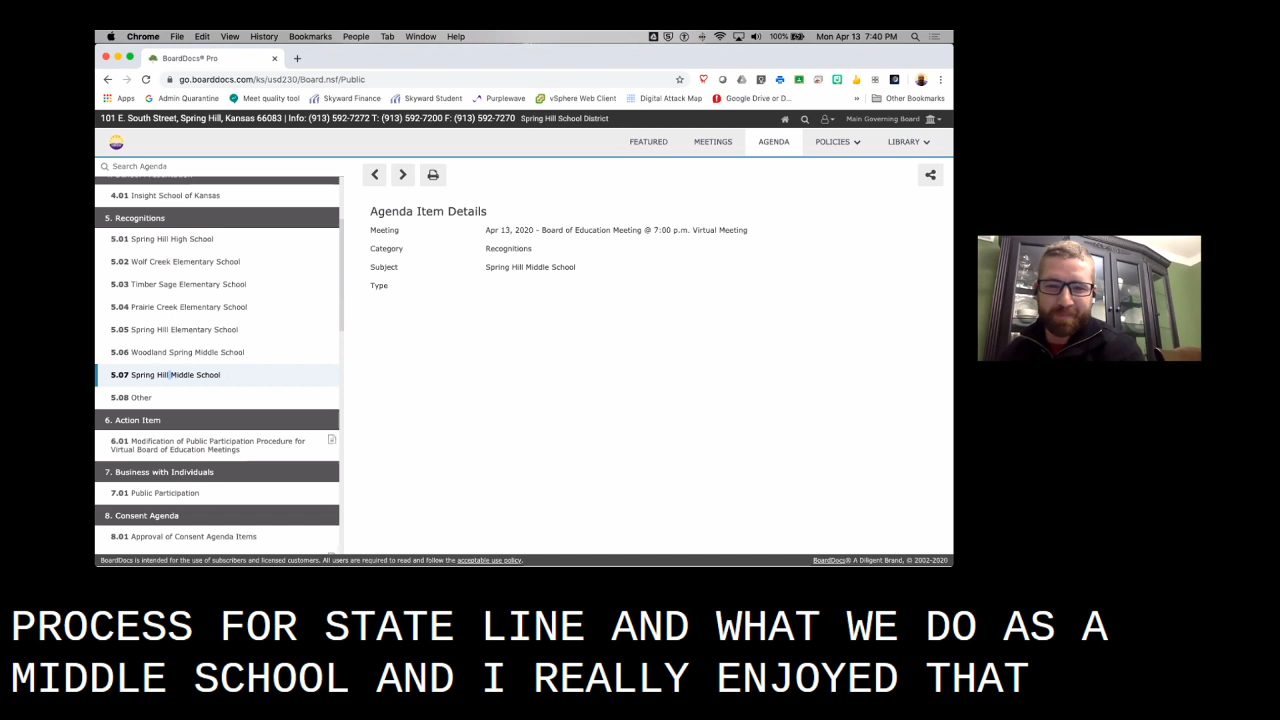 Chrome File Edit View History Bookmarks People Tab Window Help 100% Mon Apr 13 7:40 PM
BoardDocs® Pro
go.boarddocs.com/ks/usd230/Board.nsf/Public
Apps Admin Quarantine Meet quality tool Skyward Finance Skyward Student Purplewave vSphere Web Client Digital Attack Map Google Drive or D... » Other Bookmarks
101 E. South Street, Spring Hill, Kansas 66083 | Info: (913) 592-7272 T: (913) 592-7200 F: (913) 592-7270 Spring Hill School District Main Governing Board
FEATURED MEETINGS AGENDA POLICIES LIBRARY
Search Agenda
4.01 Insight School of Kansas
5. Recognitions
5.01 Spring Hill High School
5.02 Wolf Creek Elementary School
5.03 Timber Sage Elementary School
5.04 Prairie Creek Elementary School
5.05 Spring Hill Elementary School
5.06 Woodland Spring Middle School
5.07 Spring Hill Middle School
5.08 Other
6. Action Item
6.01 Modification of Public Participation Procedure for
Virtual Board of Education Meetings
7. Business with Individuals
7.01 Public Participation
8. Consent Agenda
8.01 Approval of Consent Agenda Items
Agenda Item Details
Meeting Apr 13, 2020 - Board of Education Meeting @ 7:00 p.m. Virtual Meeting
Category Recognitions
Subject Spring Hill Middle School
Type
BoardDocs is intended for the use of subscribers and licensed customers. All users are required to read and follow the acceptable use policy. BoardDocs® A Diligent Brand, © 2002-2020
PROCESS FOR STATE LINE AND WHAT WE DO AS A
MIDDLE SCHOOL AND I REALLY ENJOYED THAT